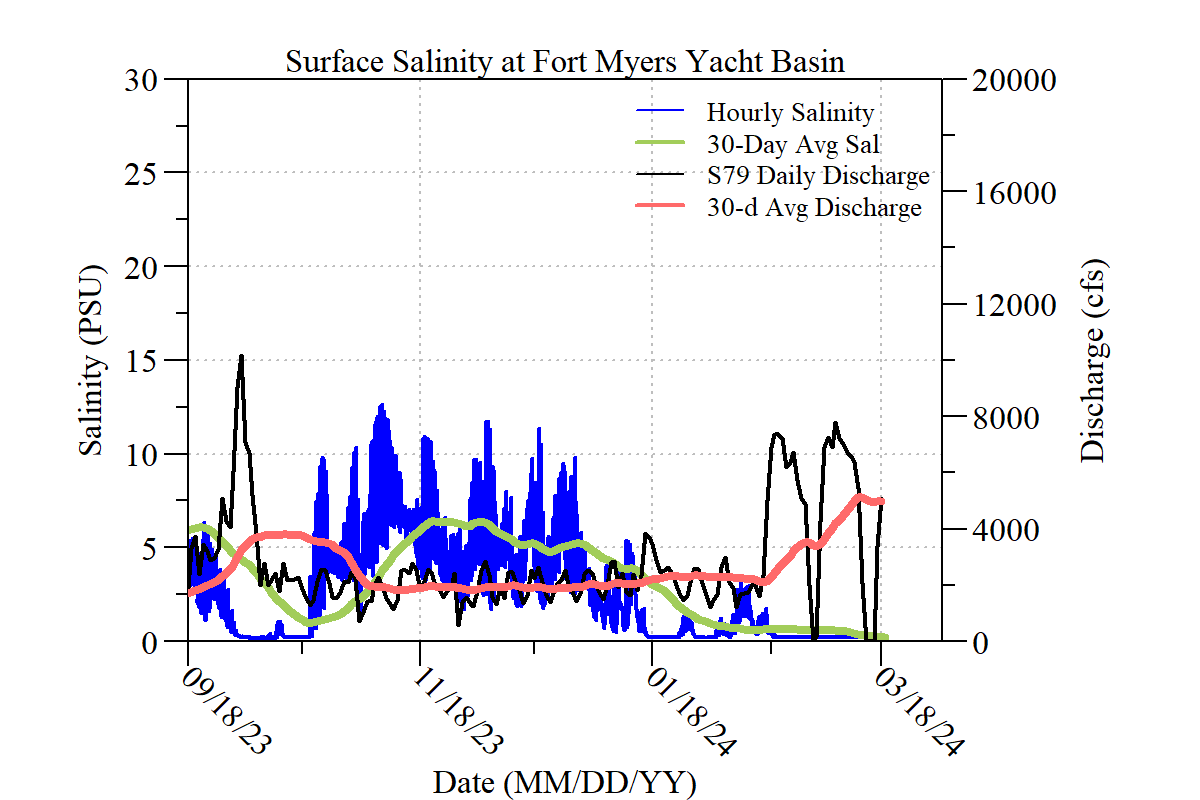 Surface Salinity at Fort Myers Yacht Basin
30
25
20
15
10
5
0
Salinity (PSU)
Hourly Salinity
30-Day Avg Sal
S79 Daily Discharge
30-d Avg Discharge
20000
16000
12000
8000
4000
0
Discharge (cfs)
09/18/23
11/18/23
01/18/24
03/18/24
Date (MM/DD/YY)